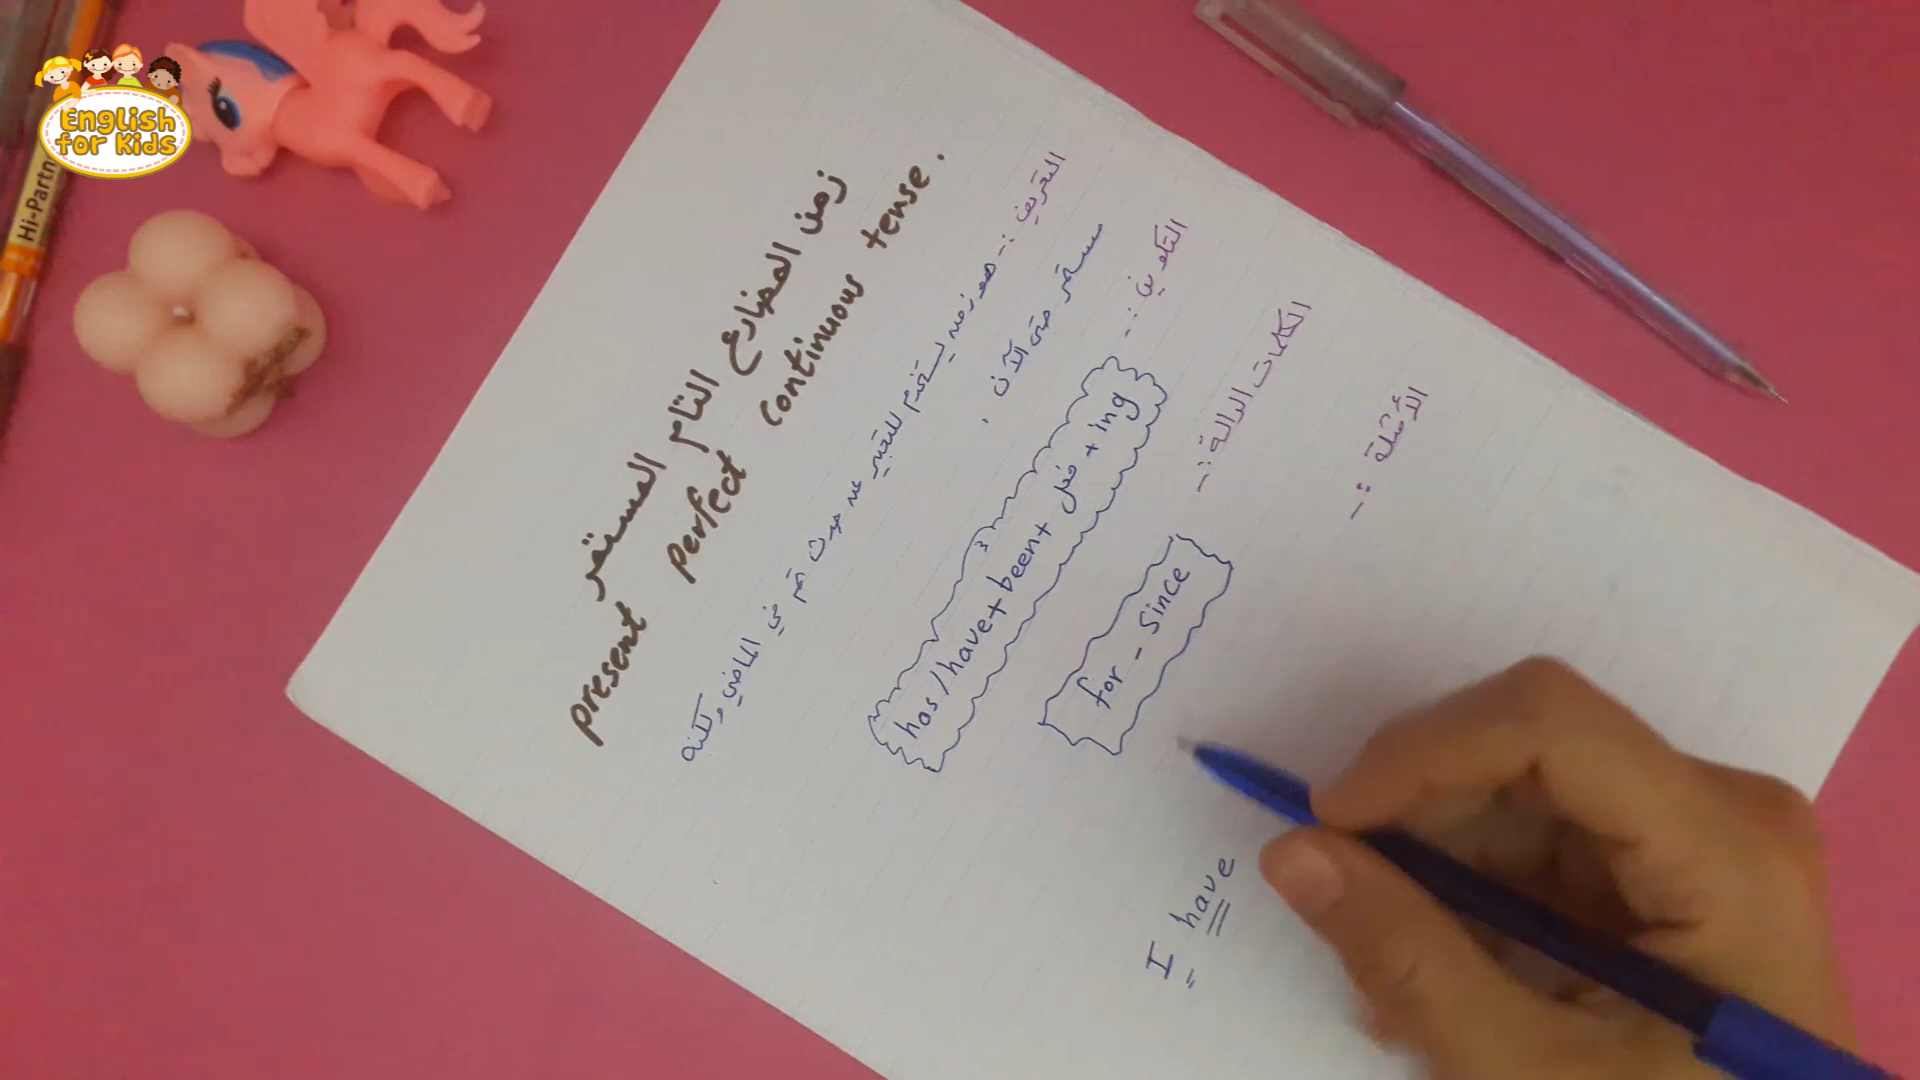 English
for Kids
Hi-Partn
زمن المضارع التام المستمر
present perfect continuous tense.
التعريف :- هو زمن يستخدم للتعبير عن حدث تم في الماضي ولكنه
مستمر حتى الآن .
التكوين :-
has/have + been + فعل + ing
الكلمات الدالة :-
for - since
الأمثلة :-
I have